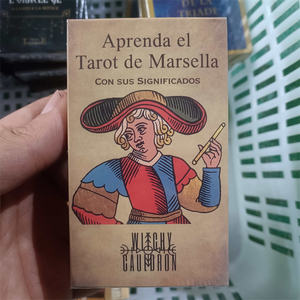 Aprenda el
Tarot de Marsella
CON SUS SIGNIFICADOS
WITCHY
CAULDRON